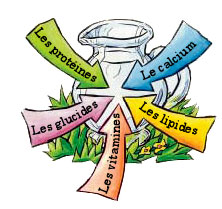 Les protéines
Le calcium
Les glucides
Les lipides
Les vitamines